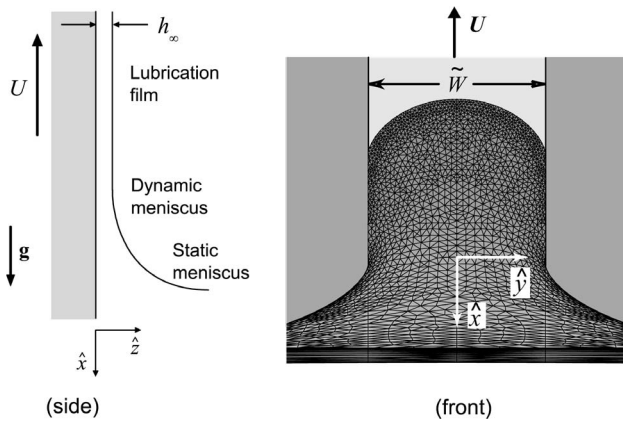 h∞
U
Lubrication
film
Dynamic
meniscus
g
Static
meniscus
ẑ
x̂
(side)
U
W̃
ŷ
x̂
(front)